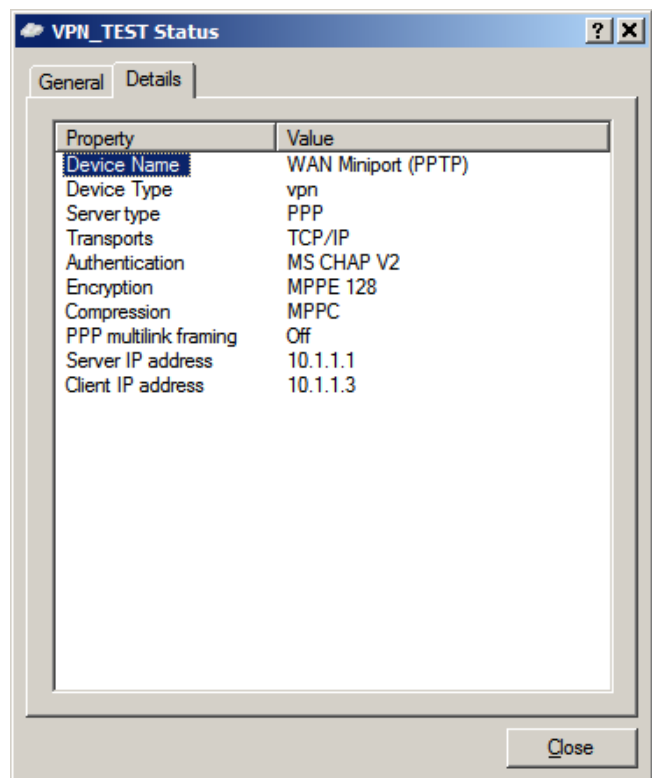 VPN_TEST Status
General Details
Property Value
Device Name WAN Miniport (PPTP)
Device Type vpn
Server type PPP
Transports TCP/IP
Authentication MS CHAP V2
Encryption MPPE 128
Compression MPPC
PPP multilink framing Off
Server IP address 10.1.1.1
Client IP address 10.1.1.3
Close